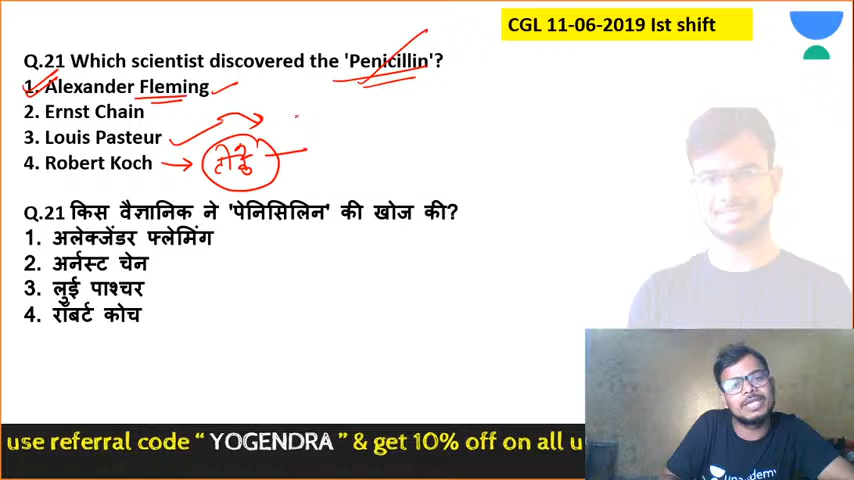 CGL 11-06-2019 Ist shift
Q.21 Which scientist discovered the 'Penicillin'?
1. Alexander Fleming
2. Ernst Chain
3. Louis Pasteur
4. Robert Koch
Q.21 किस वैज्ञानिक ने 'पेनिसिलिन' की खोज की?
1. अलेक्जेंडर फ्लेमिंग
2. अर्नस्ट चेन
3. लुई पाश्चर
4. रॉबर्ट कोच
unacademy
use referral code “ YOGENDRA ” & get 10% off on all u